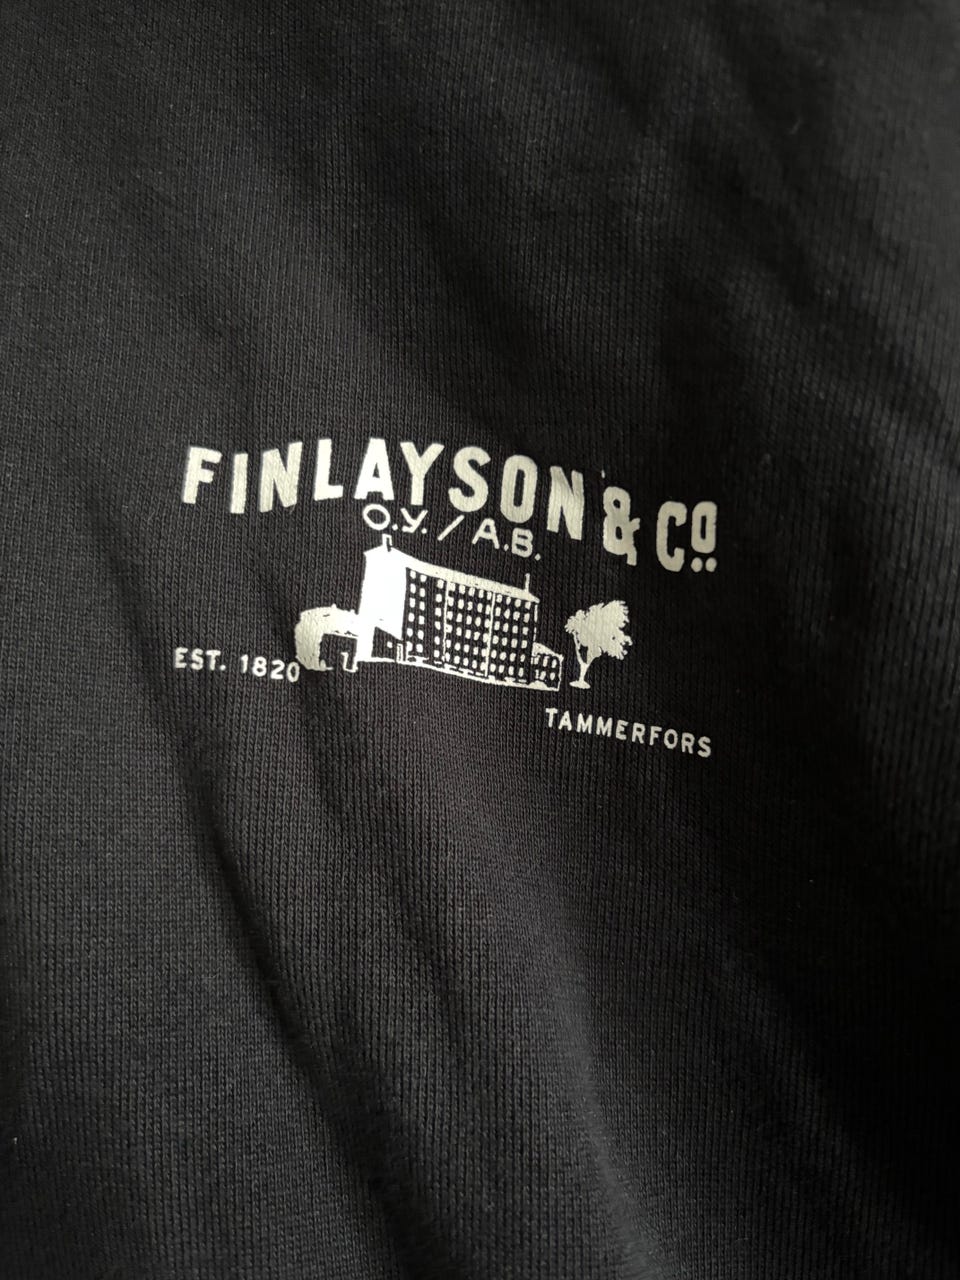 FINLAYSON & Cº
O.Y. / A.B.
EST. 1820
TAMMERFORS